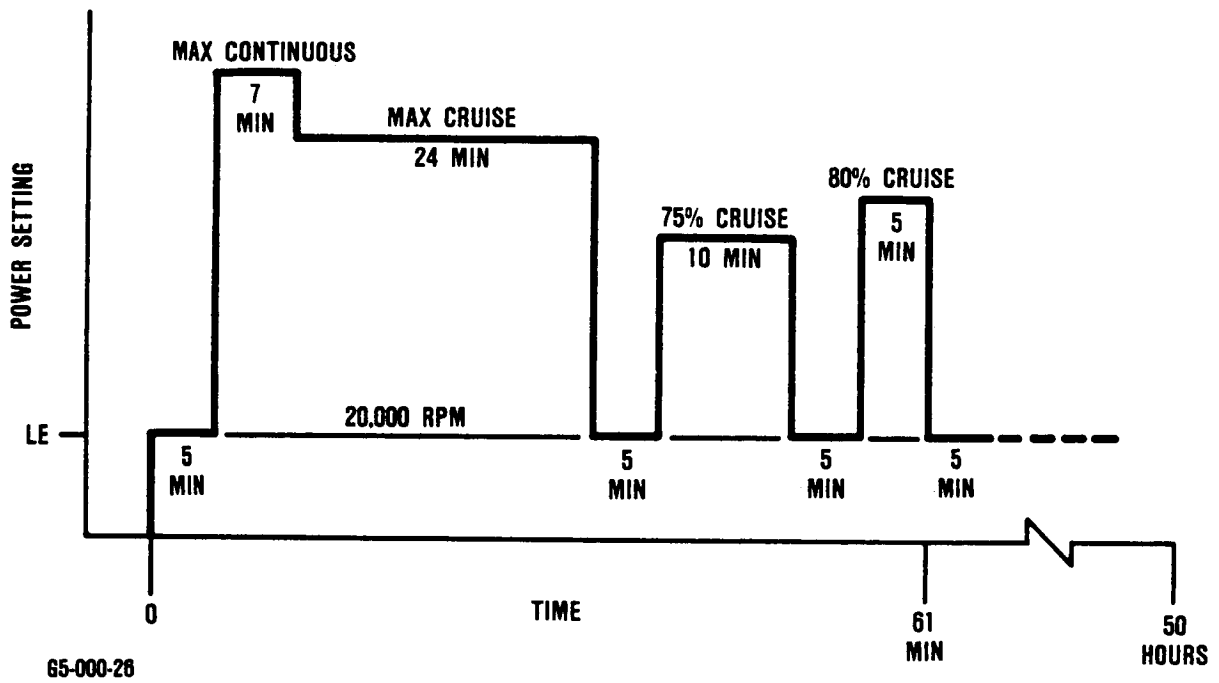 MAX CONTINUOUS
7
MIN
MAX CRUISE
24 MIN
80% CRUISE
5
MIN
75% CRUISE
10 MIN
POWER SETTING
20,000 RPM
LE
5
MIN
5
MIN
5
MIN
5
MIN
0
TIME
61
MIN
50
HOURS
G5-000-26